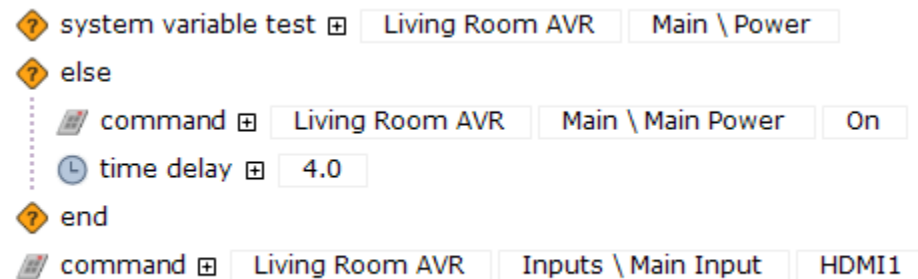 system variable test Living Room AVR Main \ Power
else
command Living Room AVR Main \ Main Power On
time delay 4.0
end
command Living Room AVR Inputs \ Main Input HDMI1